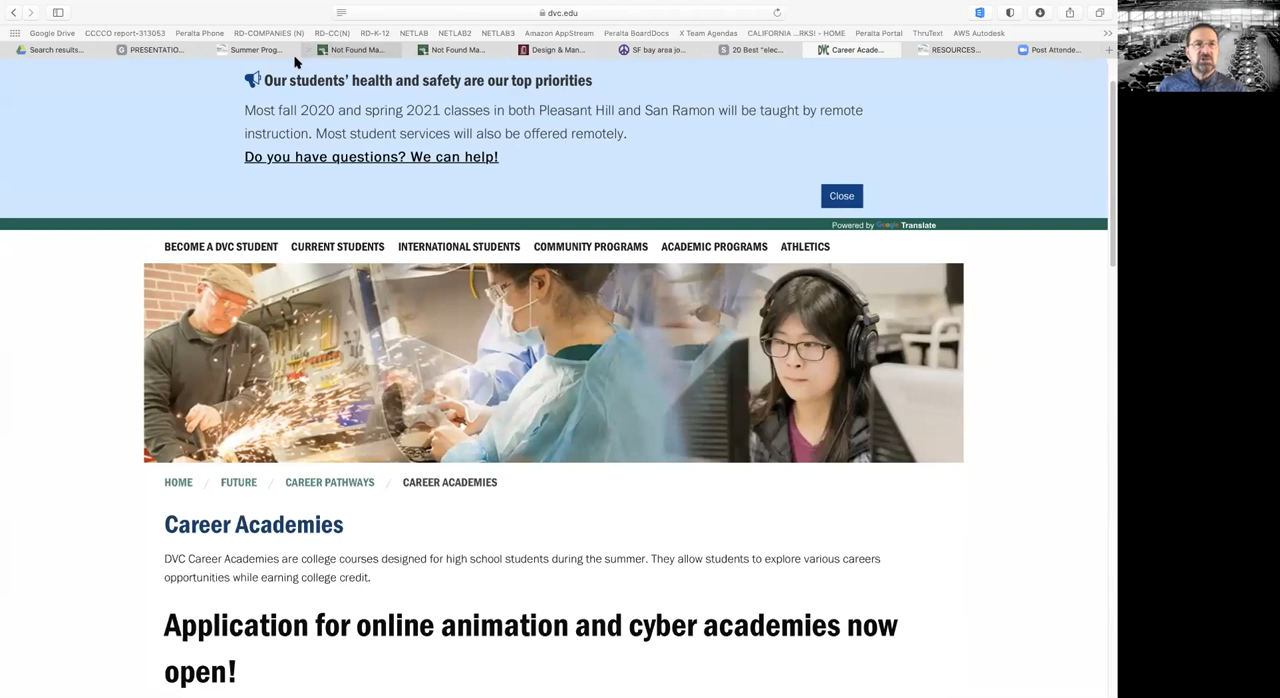 dvc.edu
Google Drive CCCCO report-313053 Peralta Phone RD-COMPANIES (N) RD-CC(N) RD-K-12 NETLAB NETLAB2 NETLAB3 Amazon AppStream Peralta BoardDocs X Team Agendas CALIFORNIA ...RKS! - HOME Peralta Portal ThruText AWS Autodesk
Search results... PRESENTATIO... Summer Prog... Not Found Ma... Not Found Ma... Design & Man... SF bay area jo... 20 Best "elec... DVC Career Acade... RESOURCES... Post Attende...
Our students' health and safety are our top priorities
Most fall 2020 and spring 2021 classes in both Pleasant Hill and San Ramon will be taught by remote
instruction. Most student services will also be offered remotely.
Do you have questions? We can help!
Close
Powered by Google Translate
BECOME A DVC STUDENT CURRENT STUDENTS INTERNATIONAL STUDENTS COMMUNITY PROGRAMS ACADEMIC PROGRAMS ATHLETICS
HOME / FUTURE / CAREER PATHWAYS / CAREER ACADEMIES
Career Academies
DVC Career Academies are college courses designed for high school students during the summer. They allow students to explore various careers
opportunities while earning college credit.
Application for online animation and cyber academies now
open!